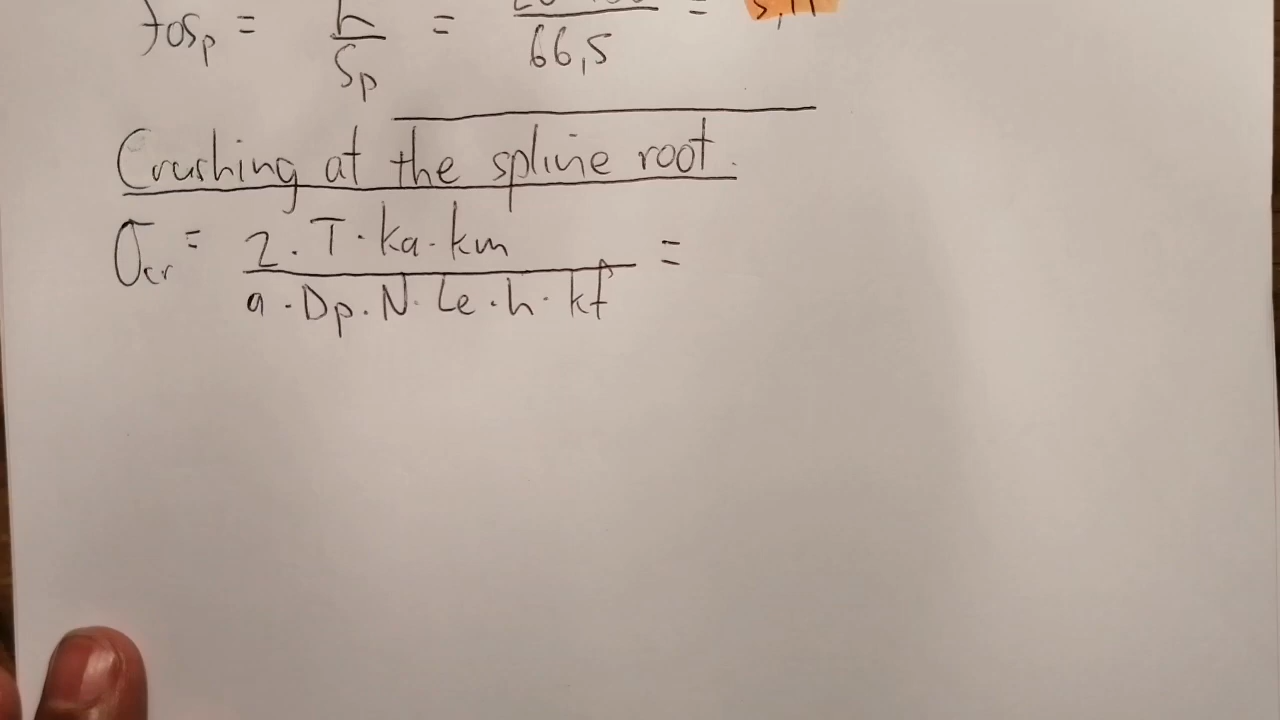 fos_p = / S_p = / 66,5 =
Crushing at the spline root.
σ_cr = 2 · T · ka · km / a · Dp · N · Le · h · kf =